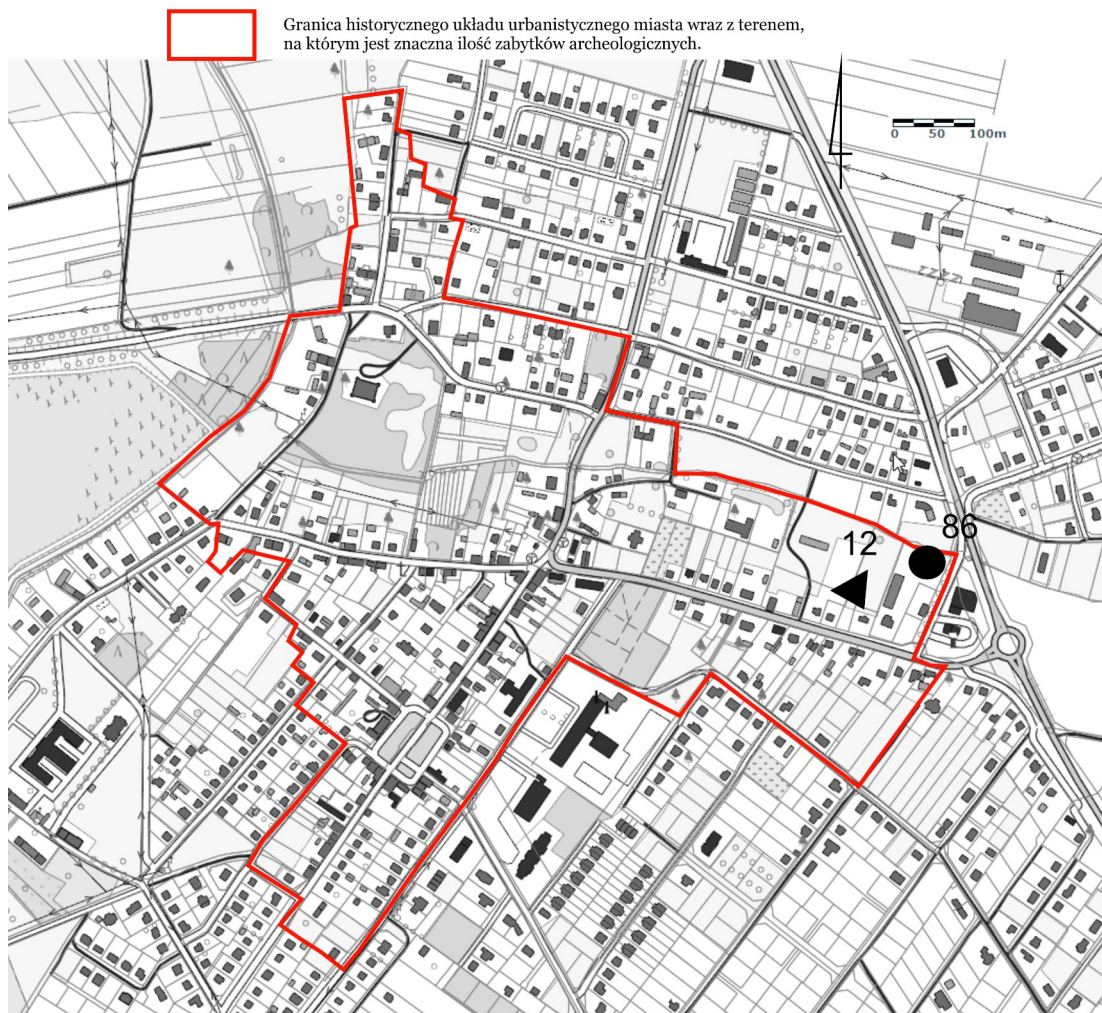 Granica historycznego układu urbanistycznego miasta wraz z terenem,
na którym jest znaczna ilość zabytków archeologicznych.
0 50 100m
86
12